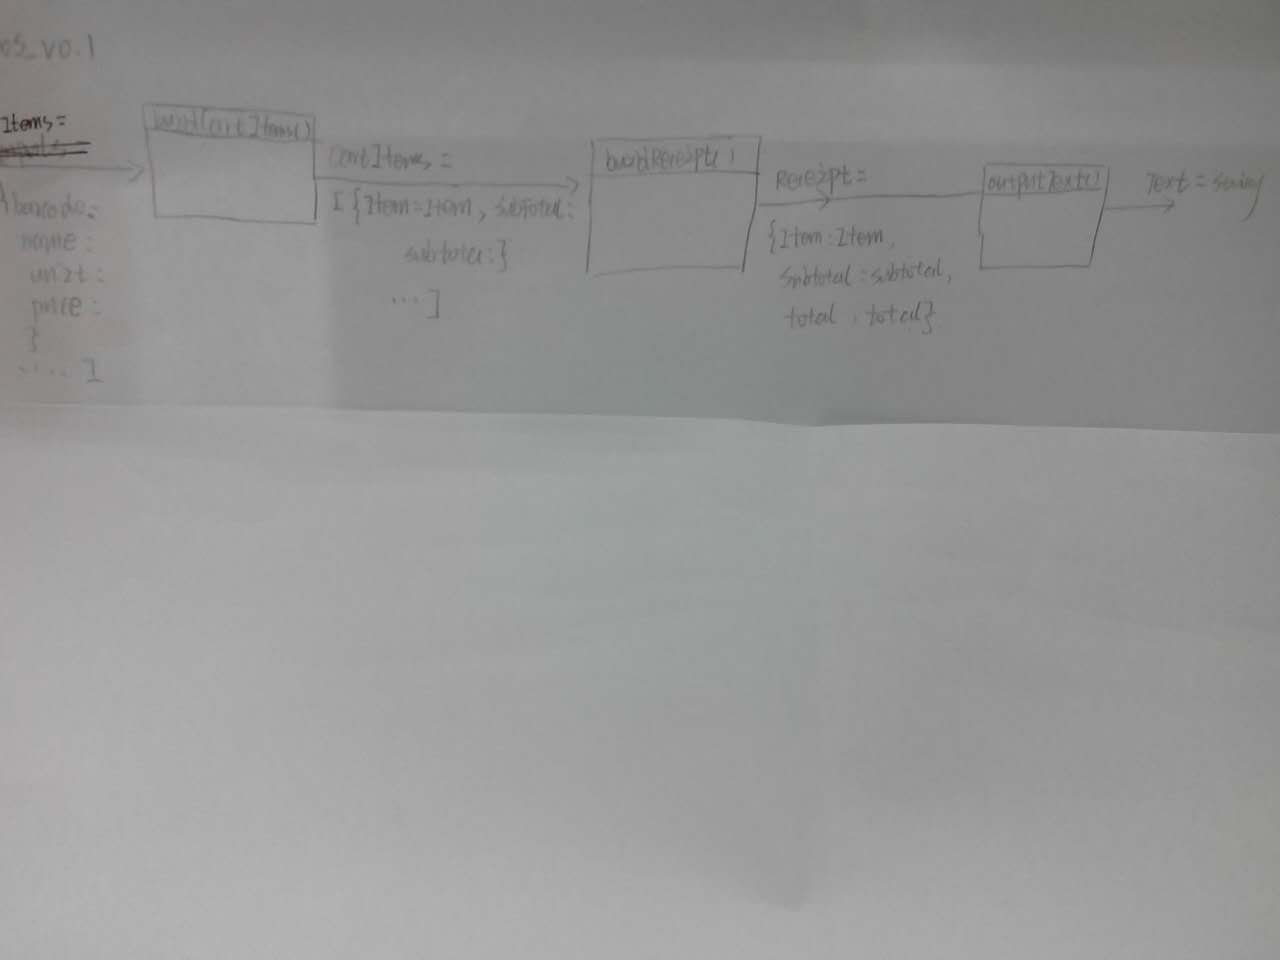 os_v0.1
Items=
inputs=
buildCartItems()
{barcode:
name:
unit:
price:
}
...... ]
cartItems=
[ {Item=Item, subtotal:
subtotal:}
... ]
buildReceipt()
Receipt=
{Item:Item,
subtotal:subtotal,
total, total}
outputText()
Text=string